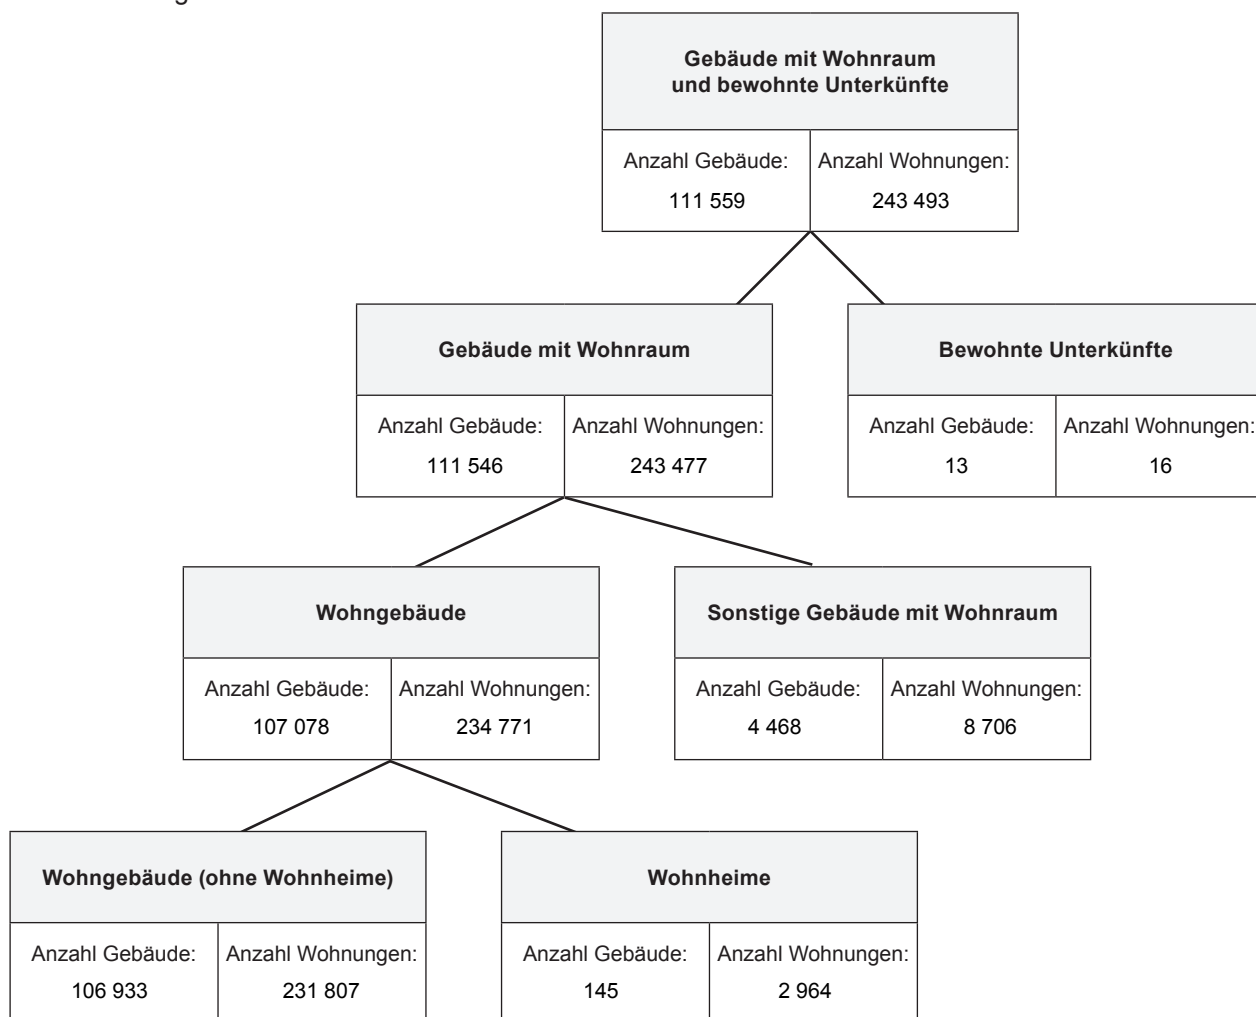 Gebäude mit Wohnraum
und bewohnte Unterkünfte
Anzahl Gebäude: Anzahl Wohnungen:
111 559 243 493
Gebäude mit Wohnraum Bewohnte Unterkünfte
Anzahl Gebäude: Anzahl Wohnungen: Anzahl Gebäude: Anzahl Wohnungen:
111 546 243 477 13 16
Wohngebäude Sonstige Gebäude mit Wohnraum
Anzahl Gebäude: Anzahl Wohnungen: Anzahl Gebäude: Anzahl Wohnungen:
107 078 234 771 4 468 8 706
Wohngebäude (ohne Wohnheime) Wohnheime
Anzahl Gebäude: Anzahl Wohnungen: Anzahl Gebäude: Anzahl Wohnungen:
106 933 231 807 145 2 964